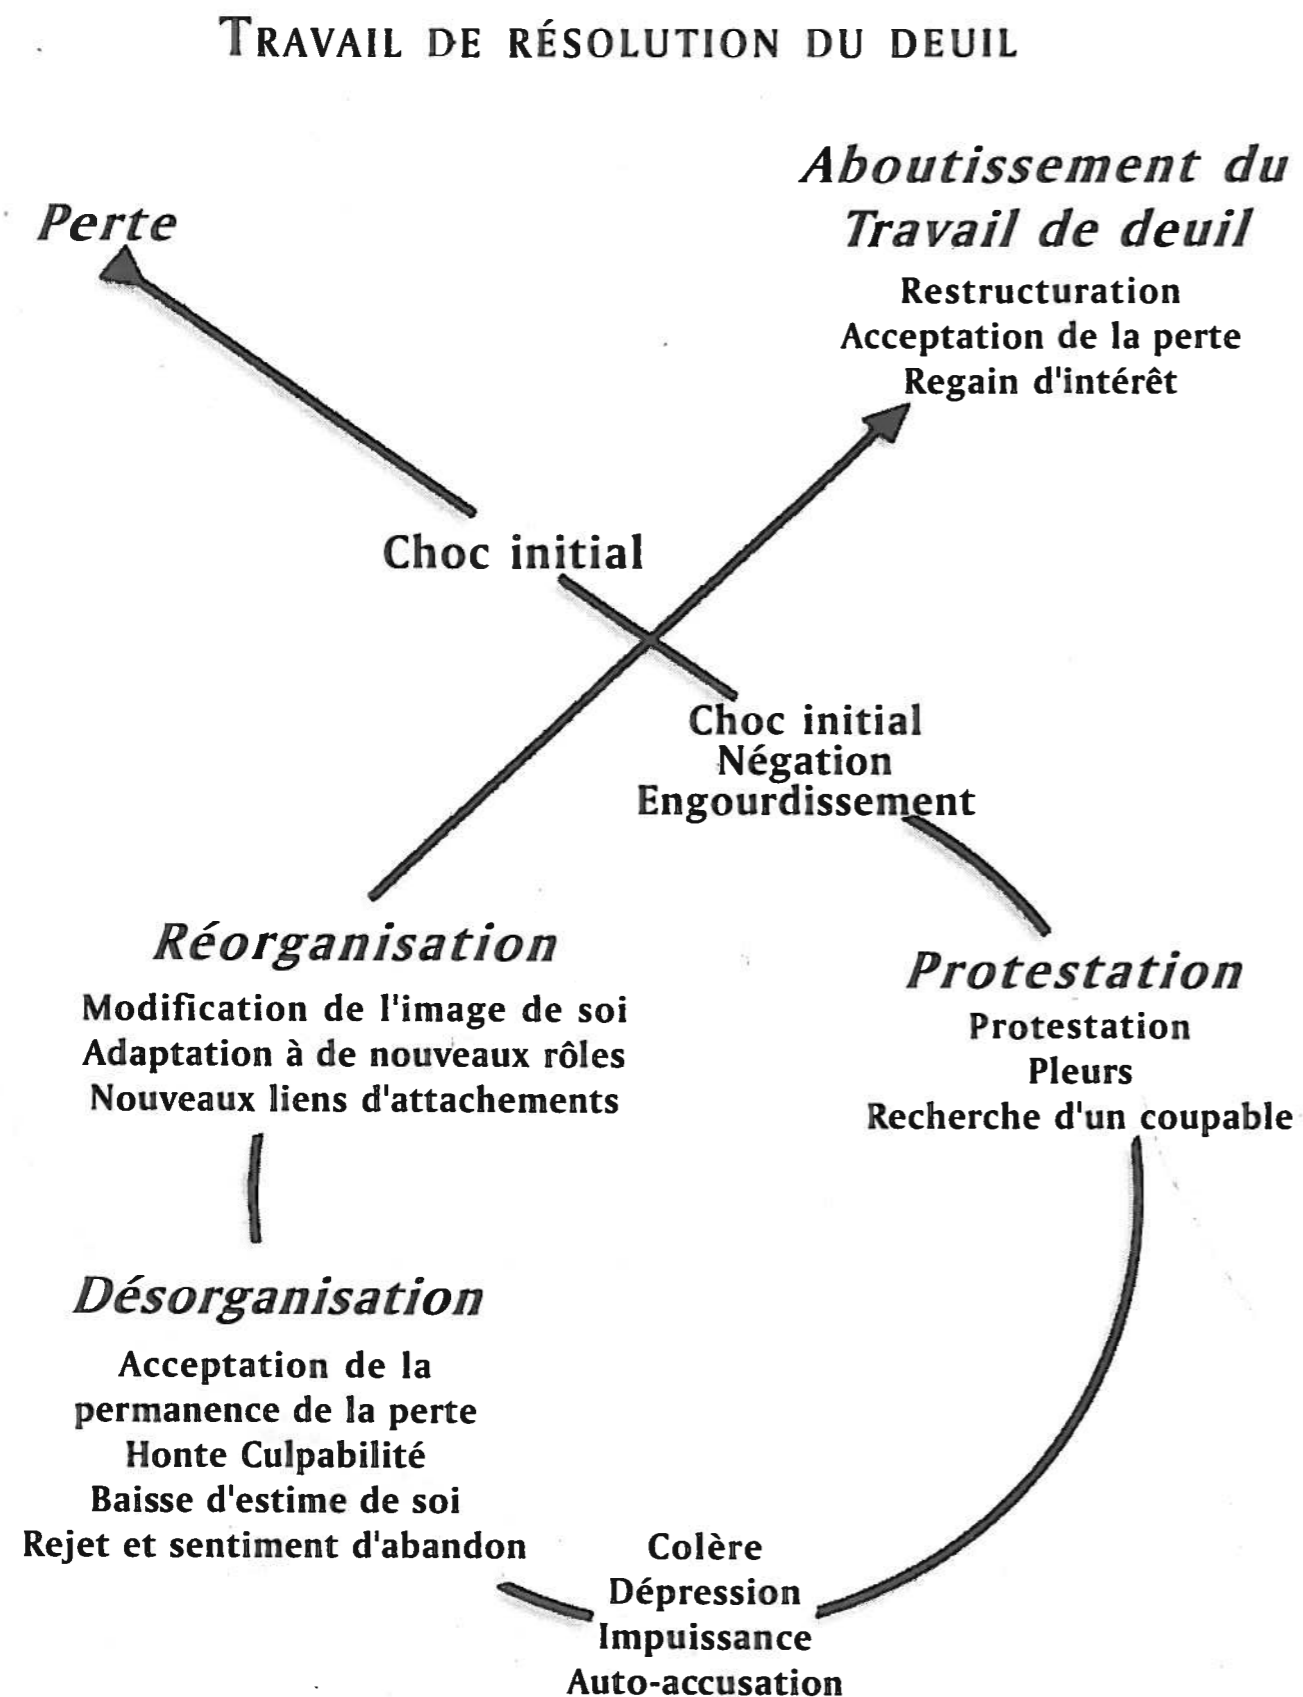 TRAVAIL DE RÉSOLUTION DU DEUIL
Perte
Aboutissement du
Travail de deuil
Restructuration
Acceptation de la perte
Regain d'intérêt
Choc initial
Choc initial
Négation
Engourdissement
Protestation
Protestation
Pleurs
Recherche d'un coupable
Colère
Dépression
Impuissance
Auto-accusation
Désorganisation
Acceptation de la
permanence de la perte
Honte Culpabilité
Baisse d'estime de soi
Rejet et sentiment d'abandon
Réorganisation
Modification de l'image de soi
Adaptation à de nouveaux rôles
Nouveaux liens d'attachements